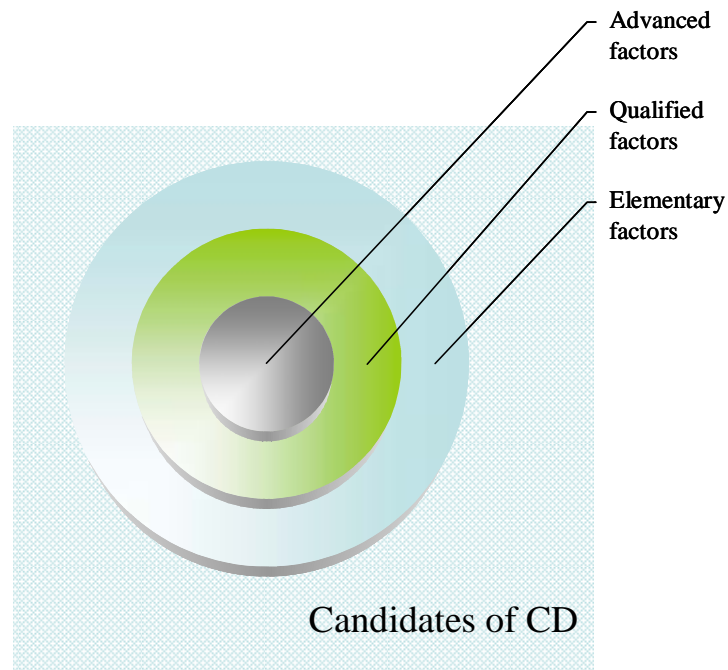 Advanced
factors
Qualified
factors
Elementary
factors
Candidates of CD